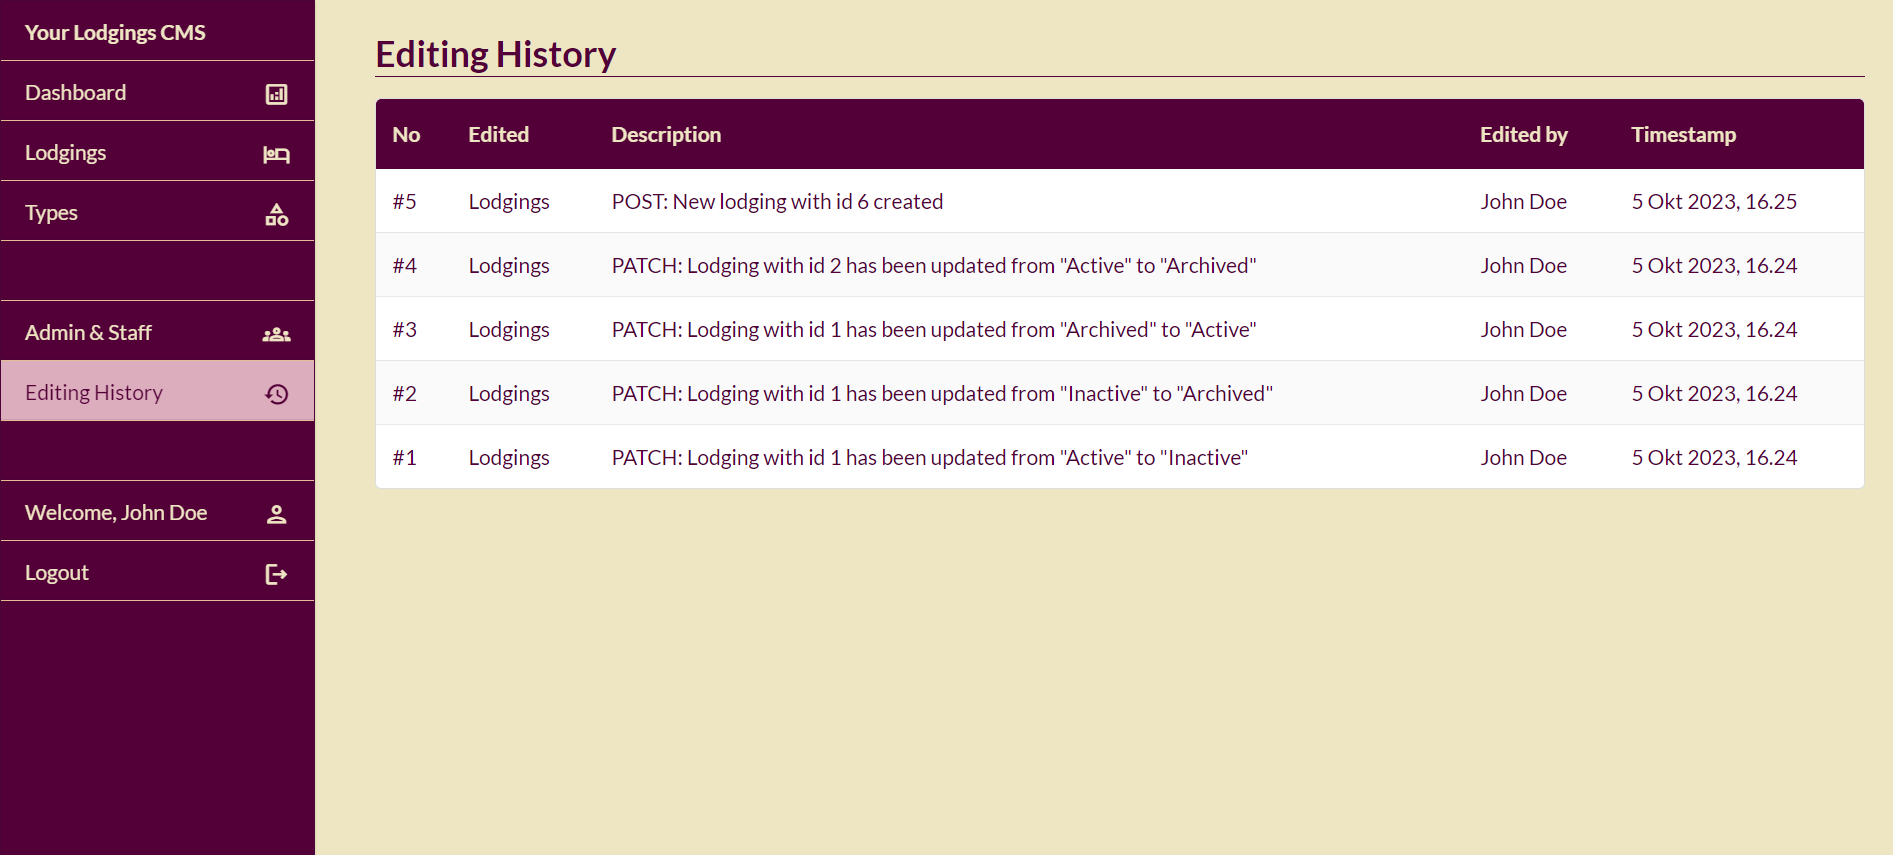 Your Lodgings CMS
Dashboard
Lodgings
Types
Admin & Staff
Editing History
Welcome, John Doe
Logout
Editing History
No Edited Description Edited by Timestamp
#5 Lodgings POST: New lodging with id 6 created John Doe 5 Okt 2023, 16.25
#4 Lodgings PATCH: Lodging with id 2 has been updated from "Active" to "Archived" John Doe 5 Okt 2023, 16.24
#3 Lodgings PATCH: Lodging with id 1 has been updated from "Archived" to "Active" John Doe 5 Okt 2023, 16.24
#2 Lodgings PATCH: Lodging with id 1 has been updated from "Inactive" to "Archived" John Doe 5 Okt 2023, 16.24
#1 Lodgings PATCH: Lodging with id 1 has been updated from "Active" to "Inactive" John Doe 5 Okt 2023, 16.24